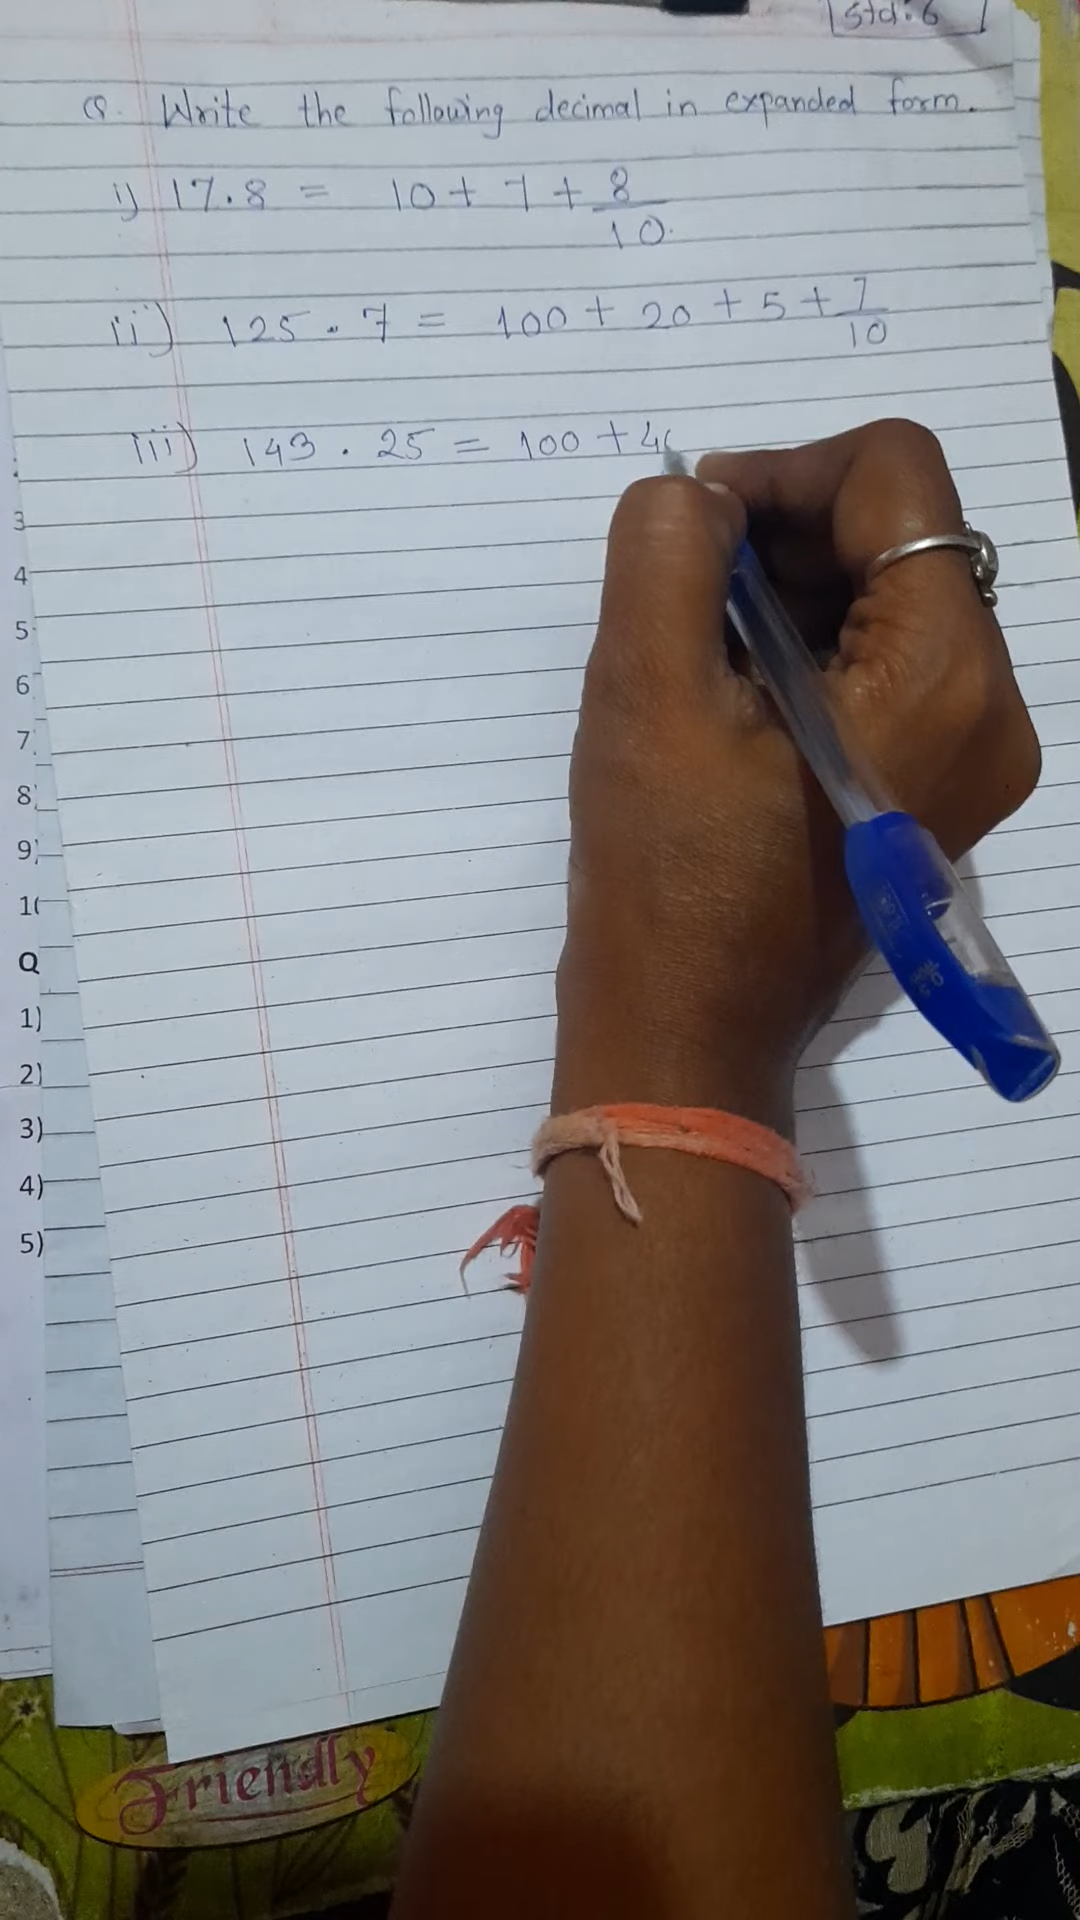 Std. 6
Q. Write the following decimal in expanded form.
i) 17.8 = 10 + 7 + 8/10.
ii) 125.7 = 100 + 20 + 5 + 7/10
iii) 143.25 = 100 + 40
3
4
5
6
7
8
9)
10
Q
1)
2)
3)
4)
5)
Friendly